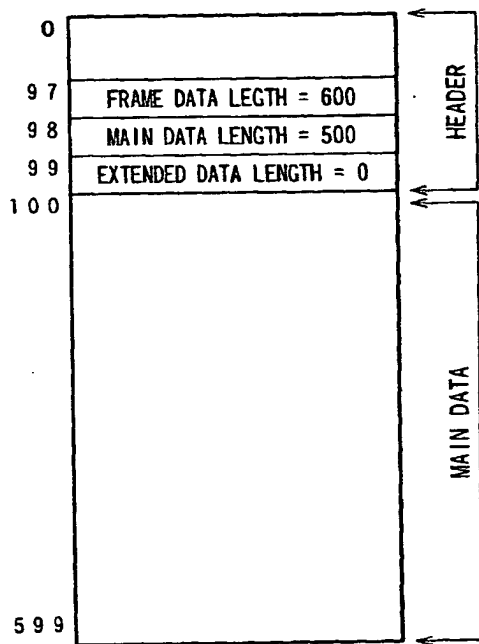 0
97 FRAME DATA LEGTH = 600
98 MAIN DATA LENGTH = 500
99 EXTENDED DATA LENGTH = 0
100
599
HEADER
MAIN DATA